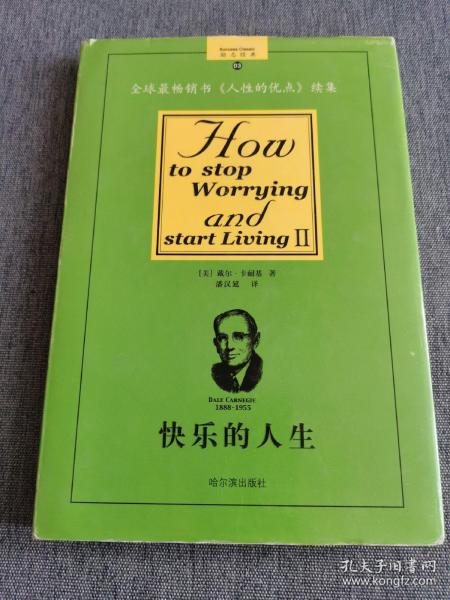 Success Classic
励志经典
03
全球最畅销书《人性的优点》续集
How
to stop
Worrying
and
start Living II
[美] 戴尔·卡耐基 著
潘汉延 译
DALE CARNEGIE
1888-1955
快乐的人生
哈尔滨出版社
孔夫子旧书网
www.kongfz.com